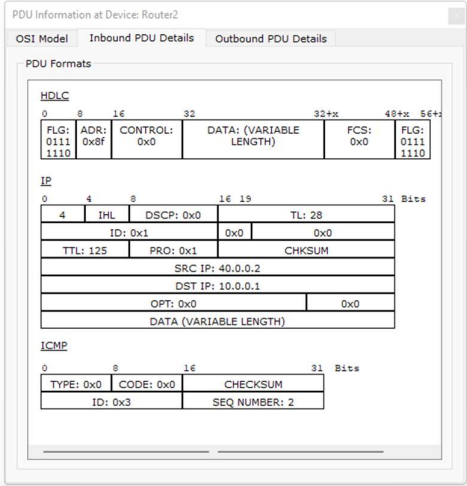 PDU Information at Device: Router2
OSI Model Inbound PDU Details Outbound PDU Details
PDU Formats
HDLC
0 8 16 32 32+x 48+x 56+x
FLG: 0111 1110 ADR: 0x8f CONTROL: 0x0 DATA: (VARIABLE LENGTH) FCS: 0x0 FLG: 0111 1110
IP
0 4 8 16 19 31 Bits
4 IHL DSCP: 0x0 TL: 28
ID: 0x1 0x0 0x0
TTL: 125 PRO: 0x1 CHKSUM
SRC IP: 40.0.0.2
DST IP: 10.0.0.1
OPT: 0x0 0x0
DATA (VARIABLE LENGTH)
ICMP
0 8 16 31 Bits
TYPE: 0x0 CODE: 0x0 CHECKSUM
ID: 0x3 SEQ NUMBER: 2